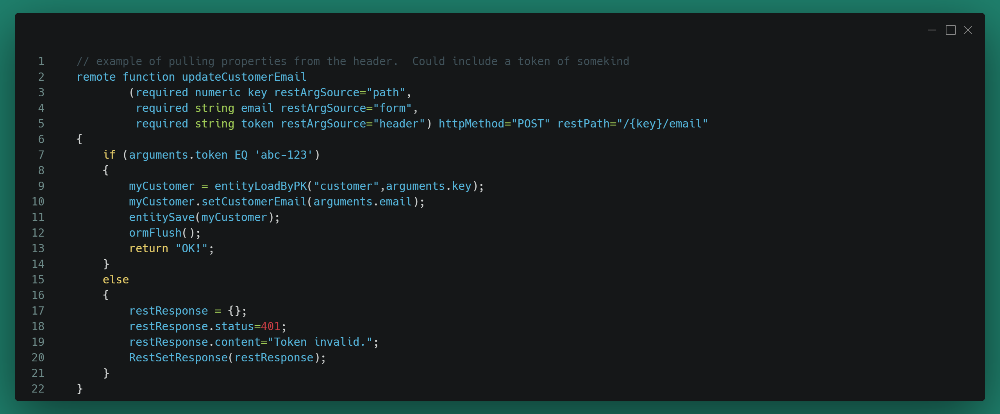 1 // example of pulling properties from the header.  Could include a token of somekind
2 remote function updateCustomerEmail
3         (required numeric key restArgSource="path",
4          required string email restArgSource="form",
5          required string token restArgSource="header") httpMethod="POST" restPath="/{key}/email"
6 {
7     if (arguments.token EQ 'abc-123')
8     {
9         myCustomer = entityLoadByPK("customer",arguments.key);
10         myCustomer.setCustomerEmail(arguments.email);
11         entitySave(myCustomer);
12         ormFlush();
13         return "OK!";
14     }
15     else
16     {
17         restResponse = {};
18         restResponse.status=401;
19         restResponse.content="Token invalid.";
20         RestSetResponse(restResponse);
21     }
22 }